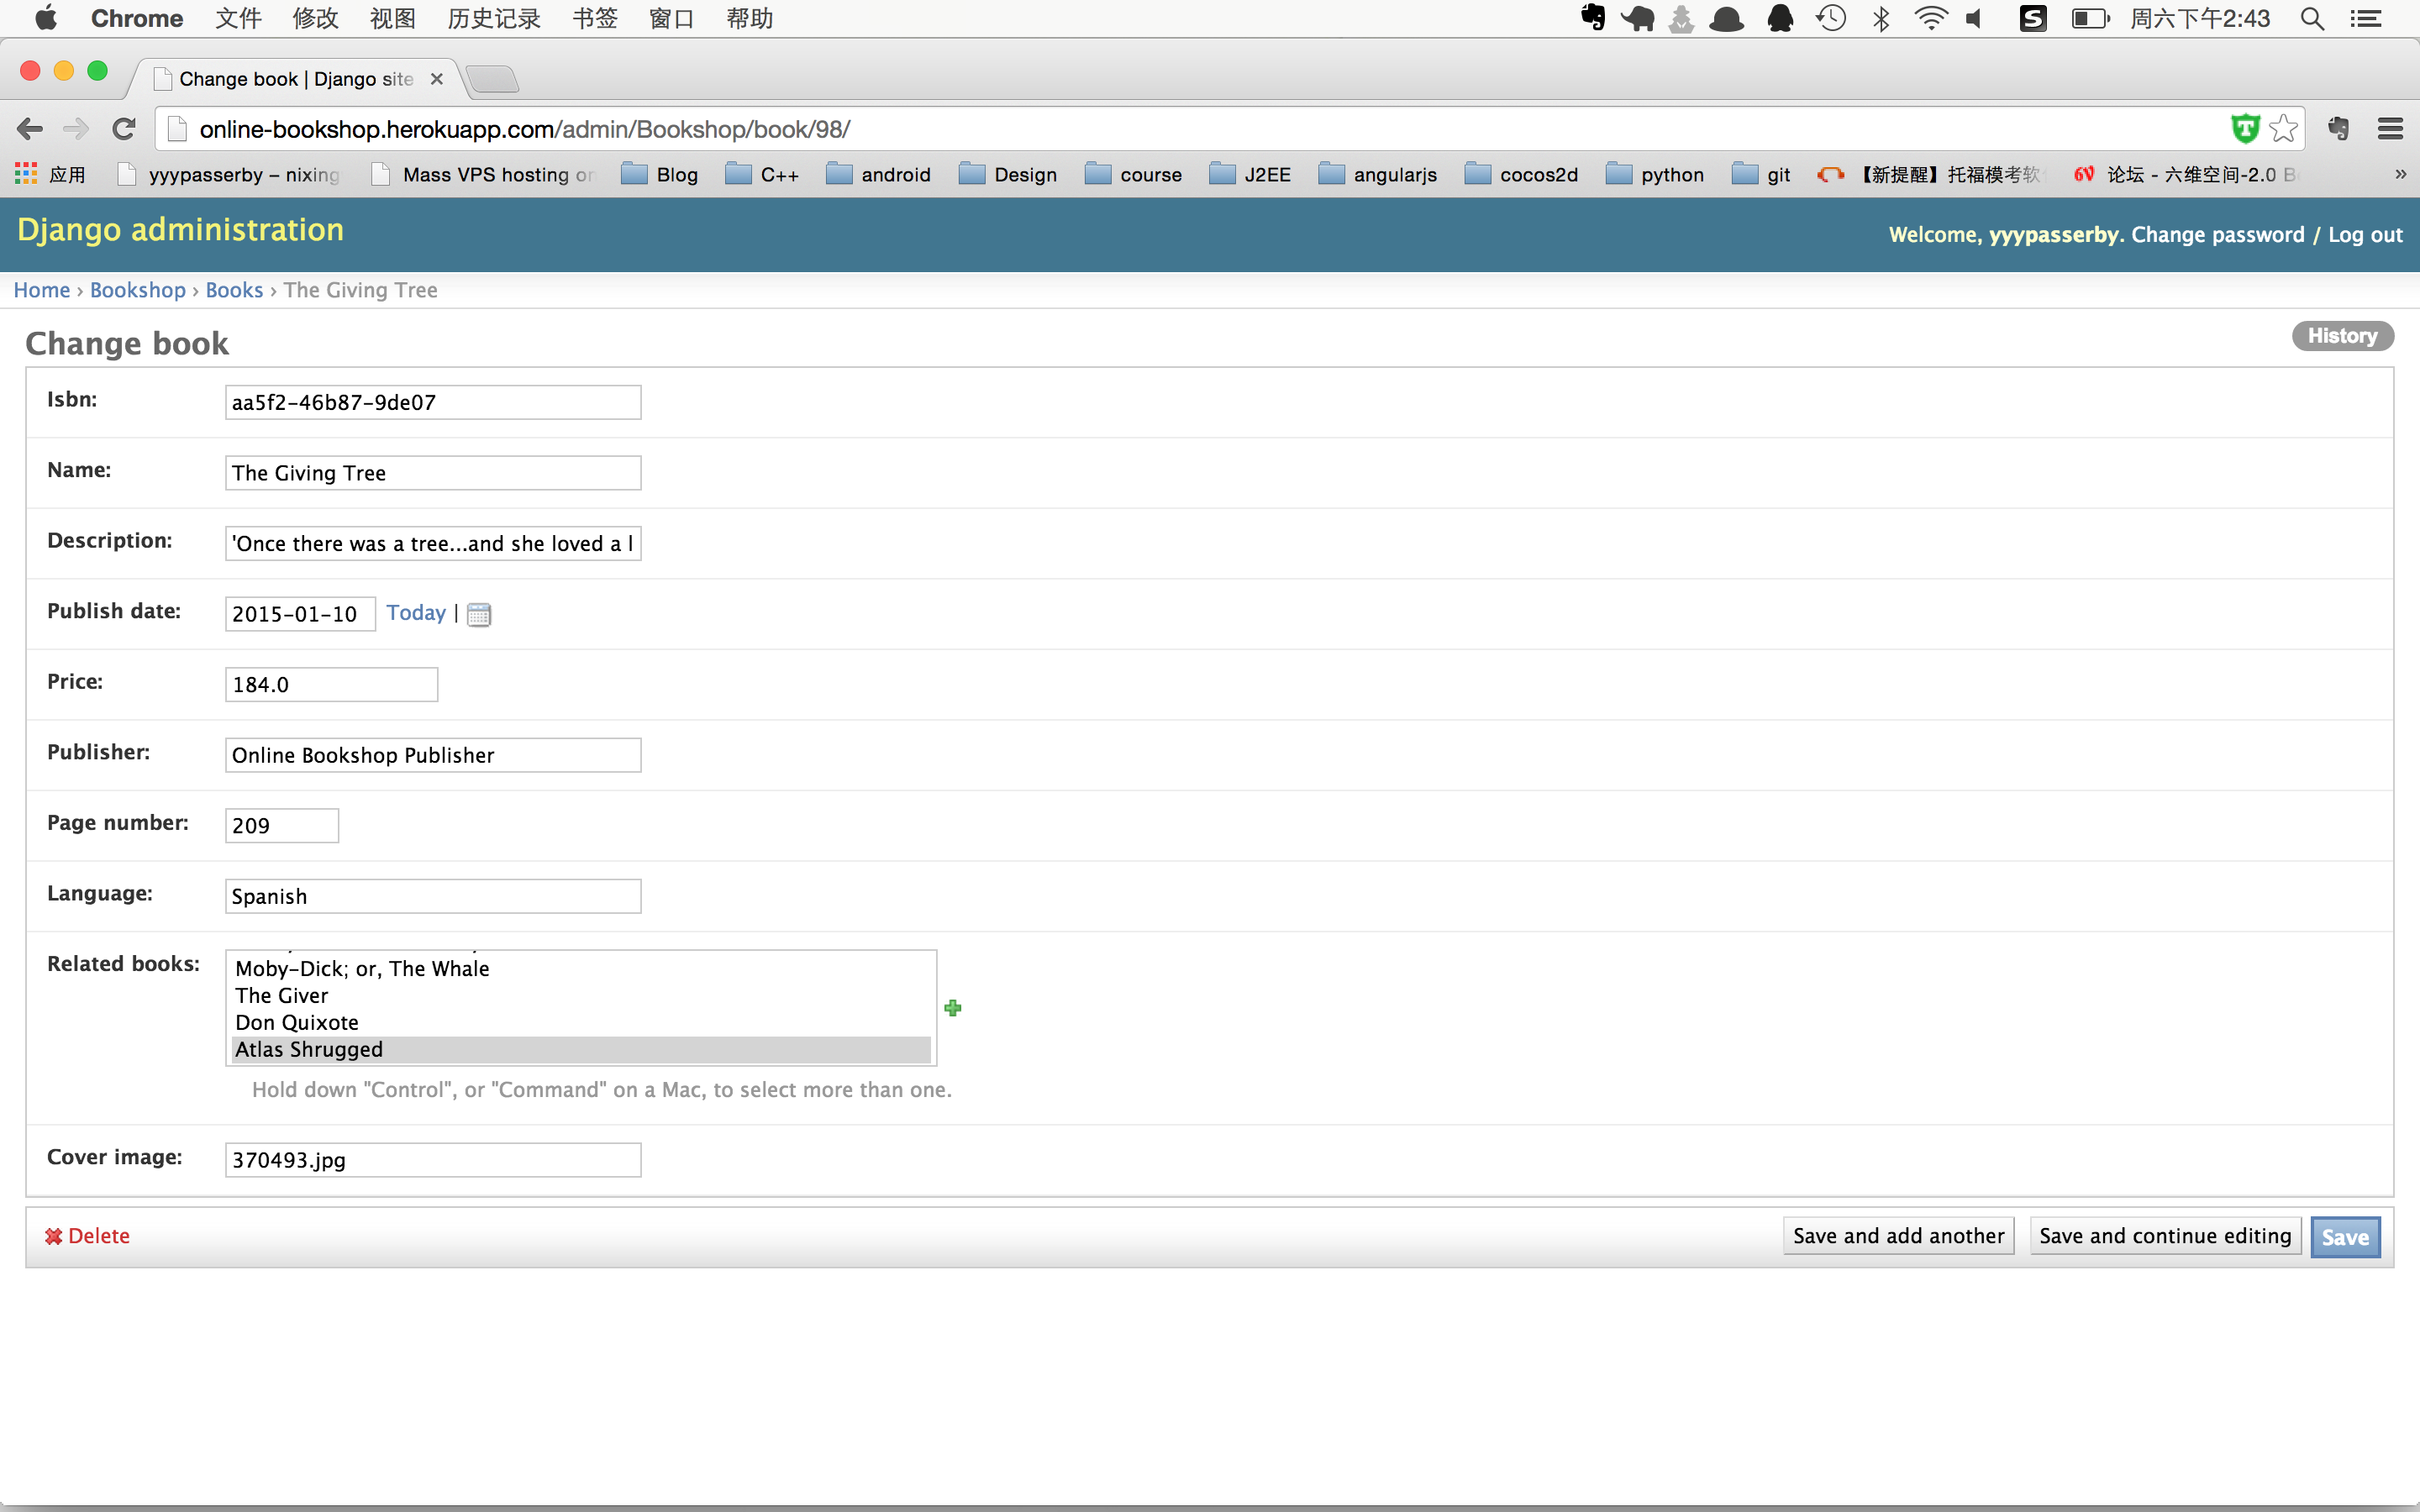 Chrome 文件 修改 视图 历史记录 书签 窗口 帮助 周六下午2:43
Change book | Django site
online-bookshop.herokuapp.com/admin/Bookshop/book/98/
应用 yyypasserby – nixing Mass VPS hosting on Blog C++ android Design course J2EE angularjs cocos2d python git 【新提醒】托福模考软 论坛 - 六维空间-2.0 B
Django administration
Welcome, yyypasserby. Change password / Log out
Home › Bookshop › Books › The Giving Tree
Change book
History
Isbn: aa5f2-46b87-9de07
Name: The Giving Tree
Description: 'Once there was a tree...and she loved a l
Publish date: 2015-01-10 Today |
Price: 184.0
Publisher: Online Bookshop Publisher
Page number: 209
Language: Spanish
Related books: Moby-Dick; or, The Whale
The Giver
Don Quixote
Atlas Shrugged
Hold down "Control", or "Command" on a Mac, to select more than one.
Cover image: 370493.jpg
Delete Save and add another Save and continue editing Save